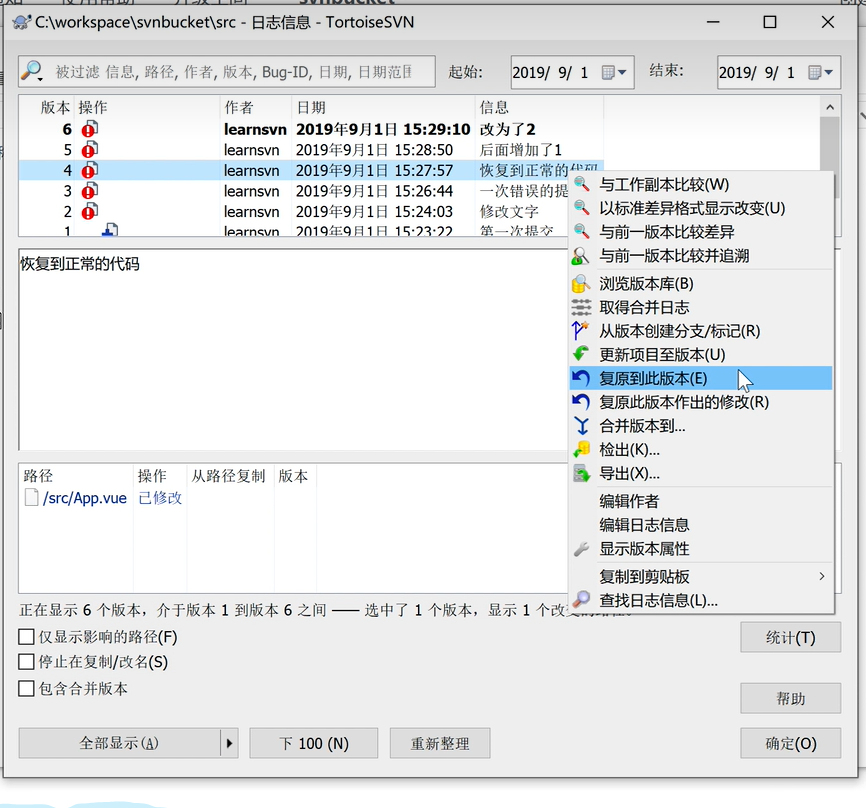 C:\workspace\svnbucket\src - 日志信息 - TortoiseSVN
被过滤 信息, 路径, 作者, 版本, Bug-ID, 日期, 日期范围
起始: 2019/ 9/ 1 结束: 2019/ 9/ 1
版本 操作 作者 日期 信息
6 learnsvn 2019年9月1日 15:29:10 改为了2
5 learnsvn 2019年9月1日 15:28:50 后面增加了1
4 learnsvn 2019年9月1日 15:27:57 恢复到正常的代码
3 learnsvn 2019年9月1日 15:26:44 一次错误的提
2 learnsvn 2019年9月1日 15:24:03 修改文字
1 learnsvn 2019年9月1日 15:23:22 第一次提交
恢复到正常的代码
与工作副本比较(W)
以标准差异格式显示改变(U)
与前一版本比较差异
与前一版本比较并追溯
浏览版本库(B)
取得合并日志
从版本创建分支/标记(R)
更新项目至版本(U)
复原到此版本(E)
复原此版本作出的修改(R)
合并版本到...
检出(K)...
导出(X)...
编辑作者
编辑日志信息
显示版本属性
复制到剪贴板
查找日志信息(L)...
路径 操作 从路径复制 版本
/src/App.vue 已修改
正在显示 6 个版本，介于版本 1 到版本 6 之间 —— 选中了 1 个版本，显示 1 个改
仅显示影响的路径(F)
停止在复制/改名(S)
包含合并版本
统计(T)
帮助
全部显示(A) 下 100 (N) 重新整理 确定(O)